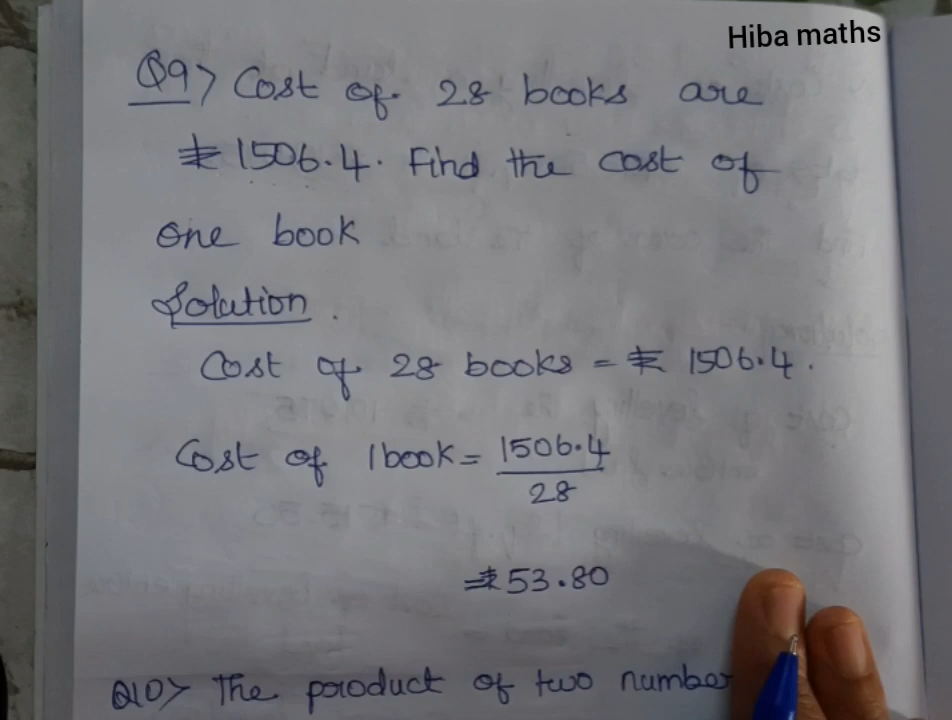 Hiba maths
Q9> Cost of 28 books are
₹ 1506.4. Find the cost of
one book
Solution.
Cost of 28 books = ₹ 1506.4.
Cost of 1 book = 1506.4
28
= ₹ 53.80
Q10> The product of two number